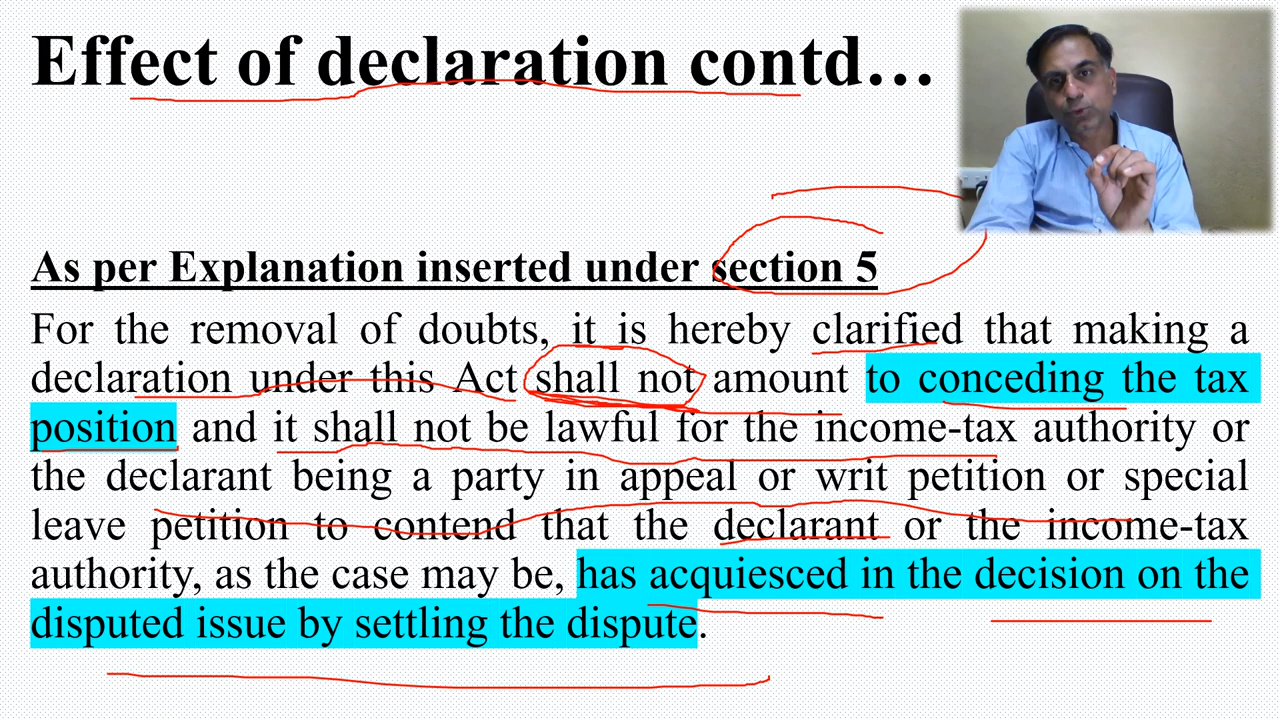 Effect of declaration contd…
As per Explanation inserted under section 5
For the removal of doubts, it is hereby clarified that making a
declaration under this Act shall not amount to conceding the tax
position and it shall not be lawful for the income-tax authority or
the declarant being a party in appeal or writ petition or special
leave petition to contend that the declarant or the income-tax
authority, as the case may be, has acquiesced in the decision on the
disputed issue by settling the dispute.